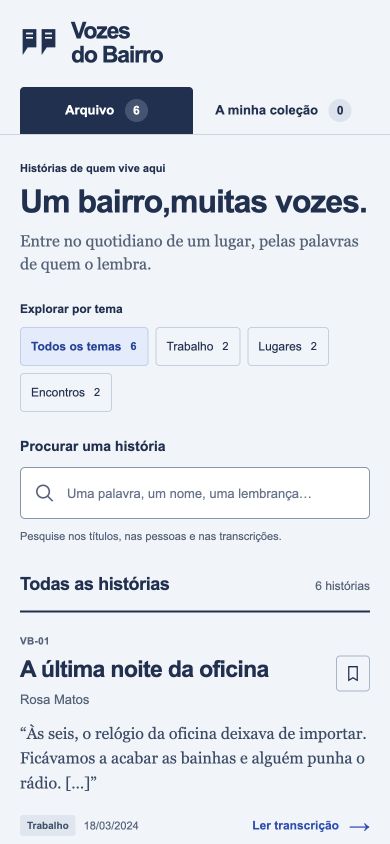 Vozes
do Bairro
Arquivo 6
A minha coleção 0
Histórias de quem vive aqui
Um bairro,muitas vozes.
Entre no quotidiano de um lugar, pelas palavras
de quem o lembra.
Explorar por tema
Todos os temas 6
Trabalho 2
Lugares 2
Encontros 2
Procurar uma história
Uma palavra, um nome, uma lembrança…
Pesquise nos títulos, nas pessoas e nas transcrições.
Todas as histórias
6 histórias
VB-01
A última noite da oficina
Rosa Matos
“Às seis, o relógio da oficina deixava de importar.
Ficávamos a acabar as bainhas e alguém punha o
rádio. […]”
Trabalho 18/03/2024
Ler transcrição →